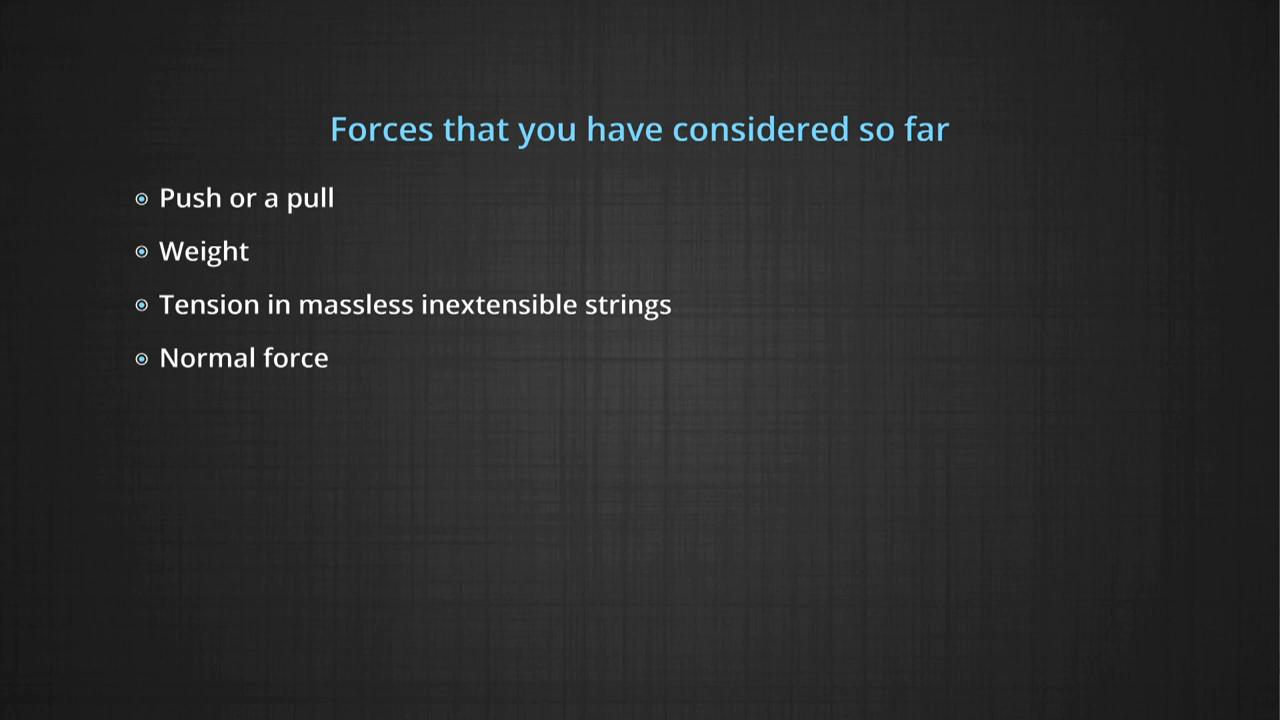 Forces that you have considered so far
Push or a pull
Weight
Tension in massless inextensible strings
Normal force